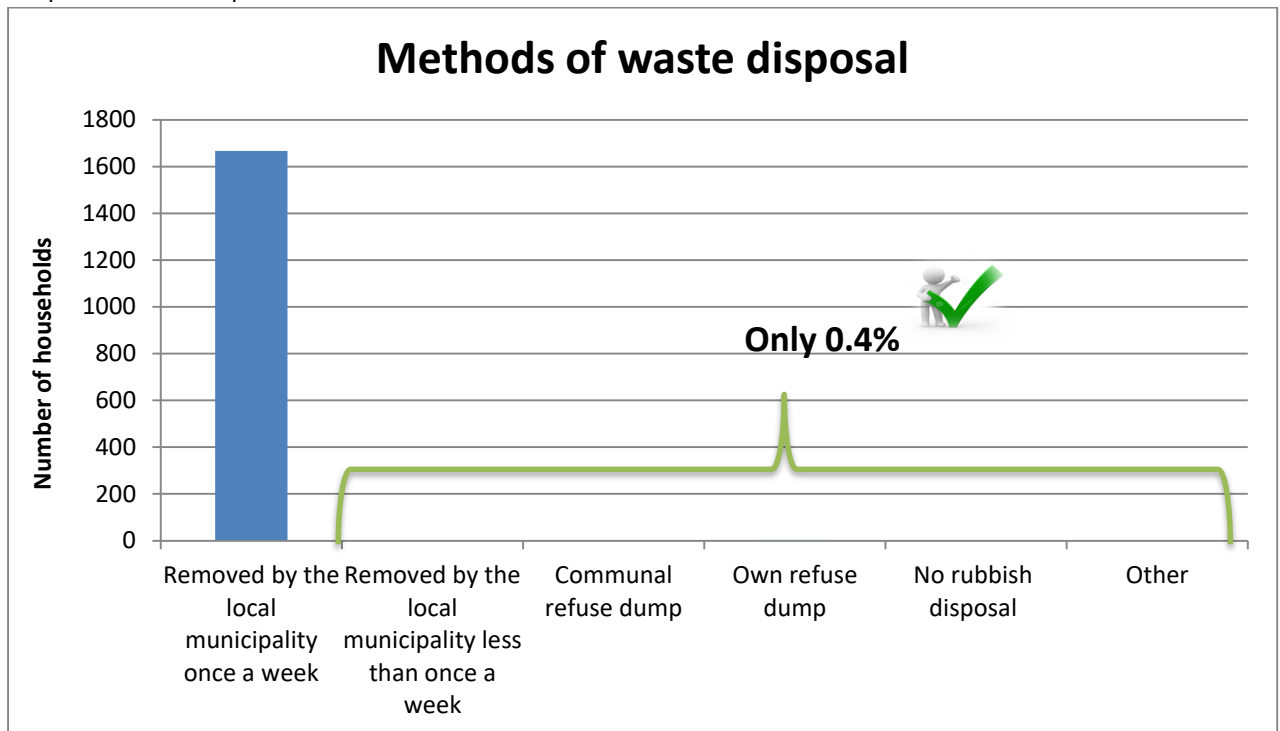 Methods of waste disposal
1800
1600
1400
1200
1000
800
600
400
200
0
Number of households
Only 0.4%
Removed by the
local
municipality
once a week
Removed by the
local
municipality less
than once a
week
Communal
refuse dump
Own refuse
dump
No rubbish
disposal
Other